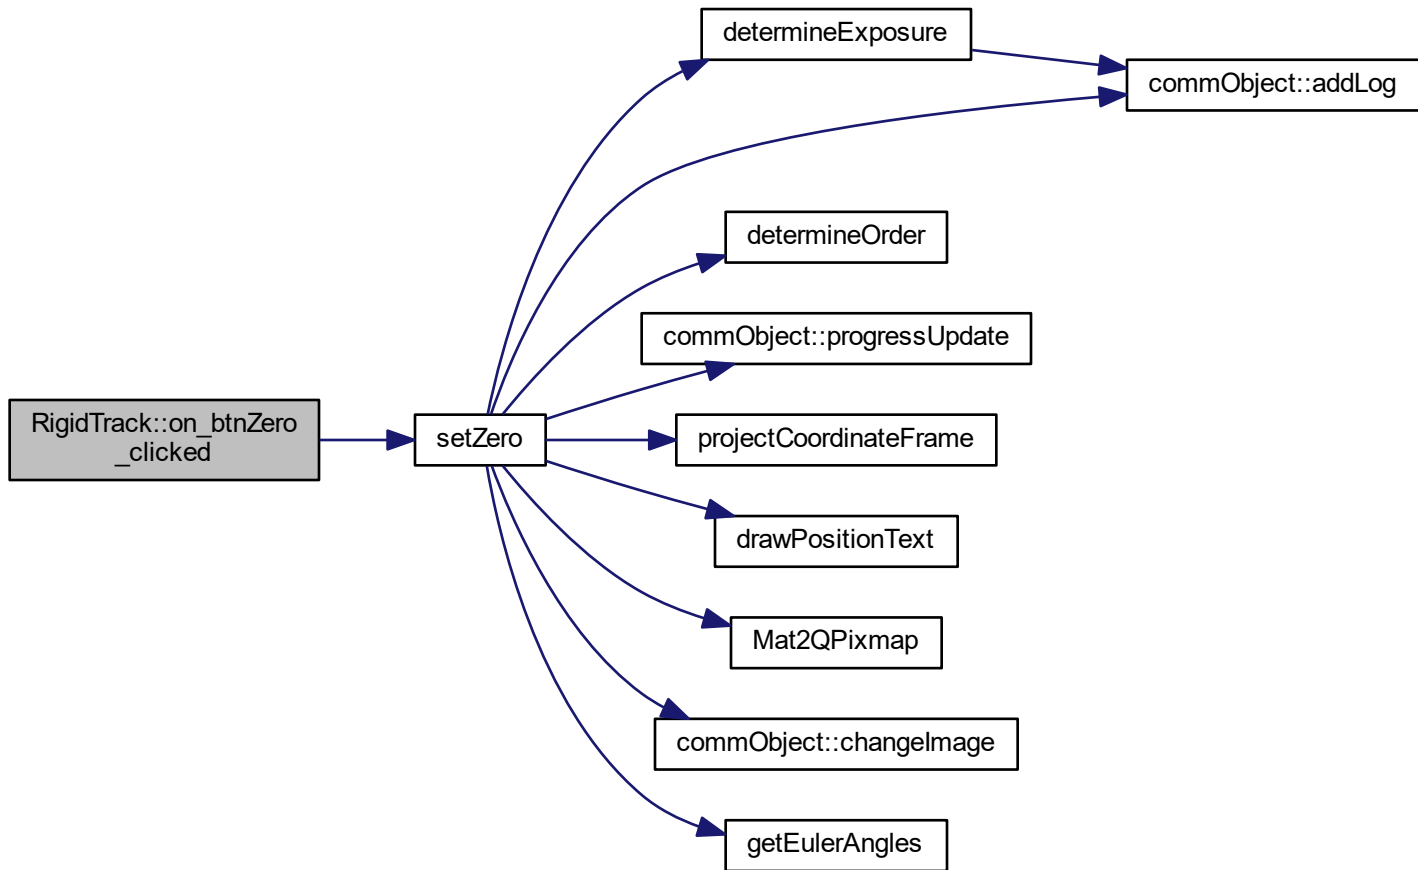 determineExposure
commObject::addLog
determineOrder
commObject::progressUpdate
RigidTrack::on_btnZero
_clicked
setZero
projectCoordinateFrame
drawPositionText
Mat2QPixmap
commObject::changeImage
getEulerAngles